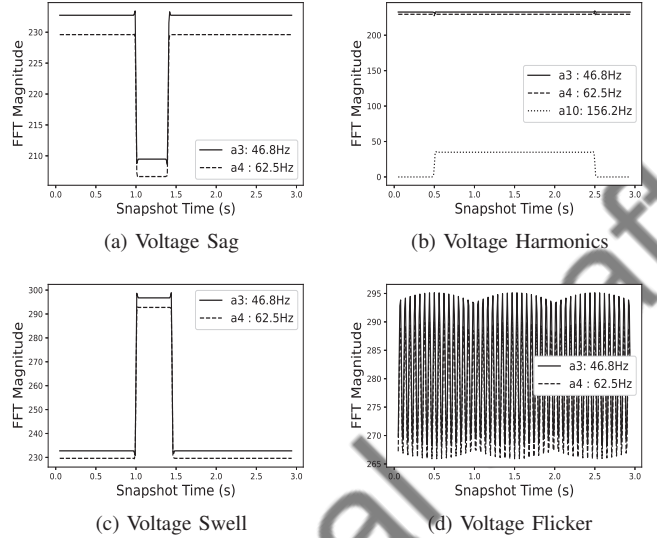 FFT Magnitude
230
225
220
215
210
a3: 46.8Hz
a4 : 62.5Hz
0.0 0.5 1.0 1.5 2.0 2.5 3.0
Snapshot Time (s)
(a) Voltage Sag
FFT Magnitude
200
150
100
50
0
a3 : 46.8Hz
a4 : 62.5Hz
a10: 156.2Hz
0.0 0.5 1.0 1.5 2.0 2.5 3.0
Snapshot Time (s)
(b) Voltage Harmonics
FFT Magnitude
300
290
280
270
260
250
240
230
a3 : 46.8Hz
a4 : 62.5Hz
0.0 0.5 1.0 1.5 2.0 2.5 3.0
Snapshot Time (s)
(c) Voltage Swell
FFT Magnitude
295
290
285
280
275
270
265
a3: 46.8Hz
a4 : 62.5Hz
0.0 0.5 1.0 1.5 2.0 2.5 3.0
Snapshot Time (s)
(d) Voltage Flicker